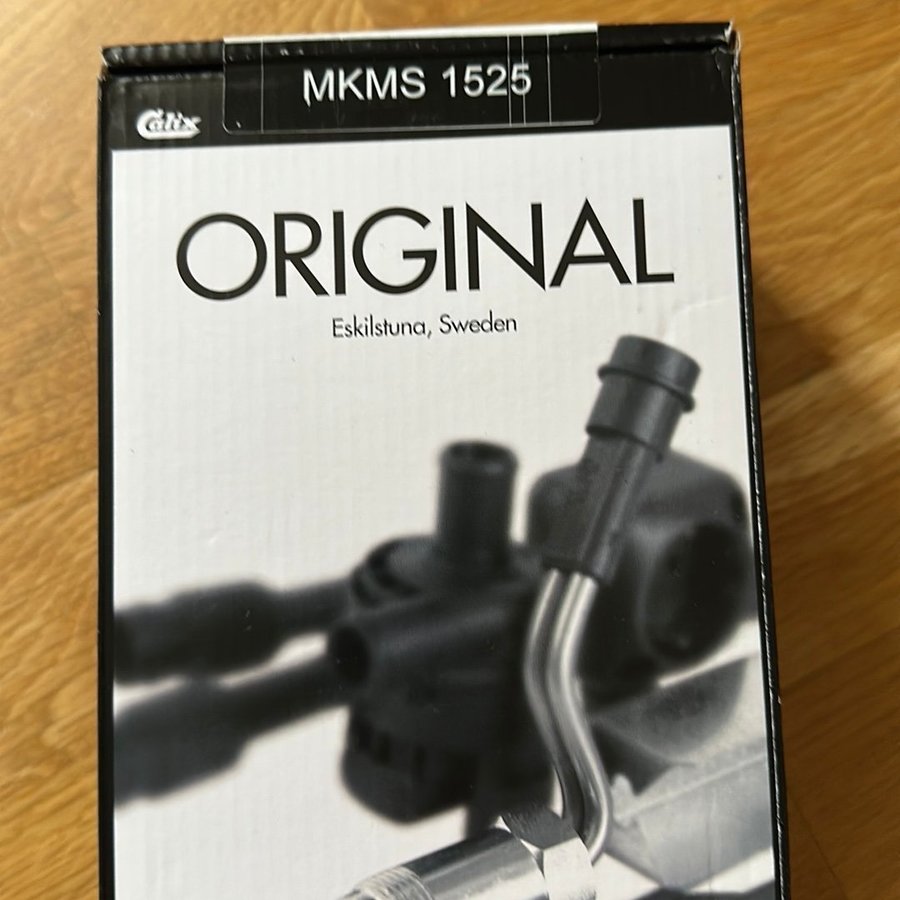 MKMS 1525
Calix
ORIGINAL
Eskilstuna, Sweden